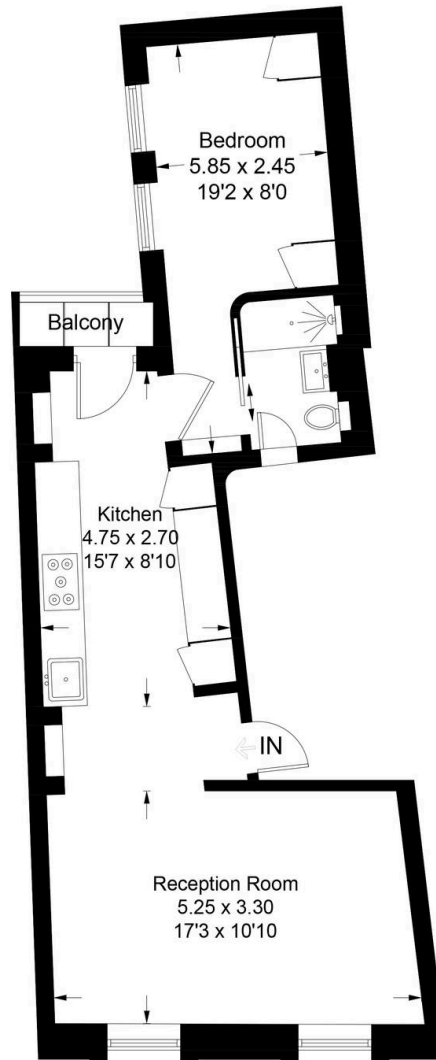 Bedroom
5.85 x 2.45
19'2 x 8'0
Balcony
Kitchen
4.75 x 2.70
15'7 x 8'10
IN
Reception Room
5.25 x 3.30
17'3 x 10'10